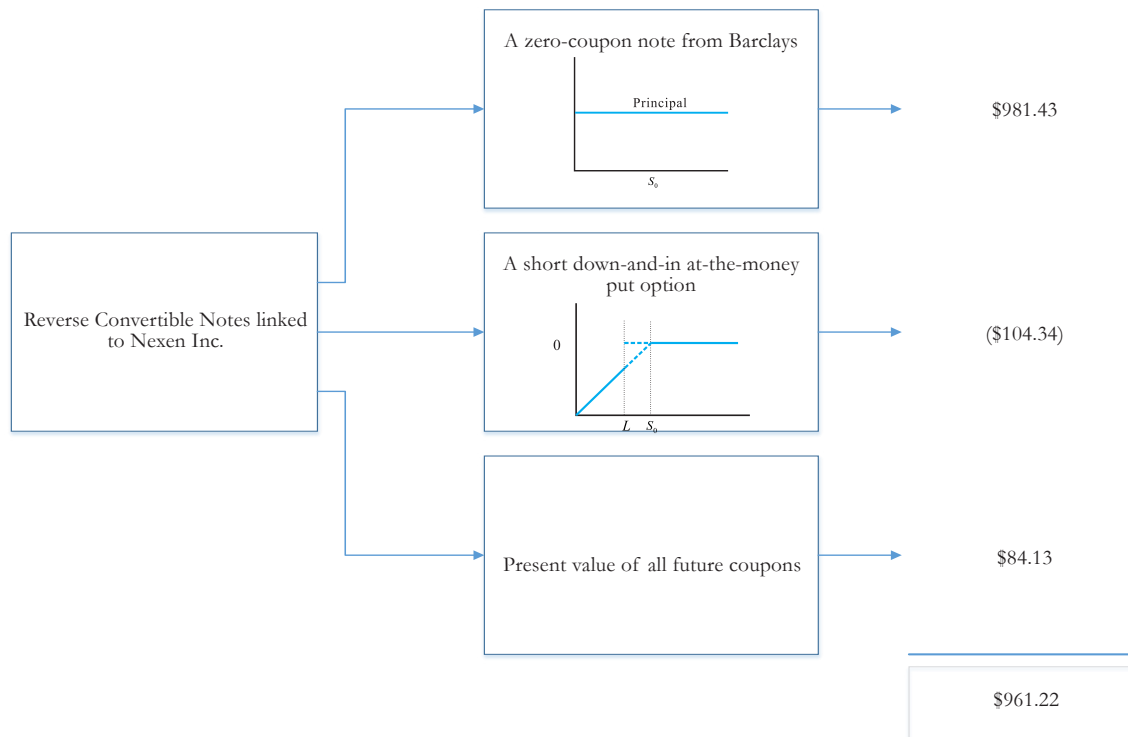 A zero-coupon note from Barclays
Principal
S₀
$981.43
Reverse Convertible Notes linked
to Nexen Inc.
A short down-and-in at-the-money
put option
0
L S₀
($104.34)
Present value of all future coupons
$84.13
$961.22